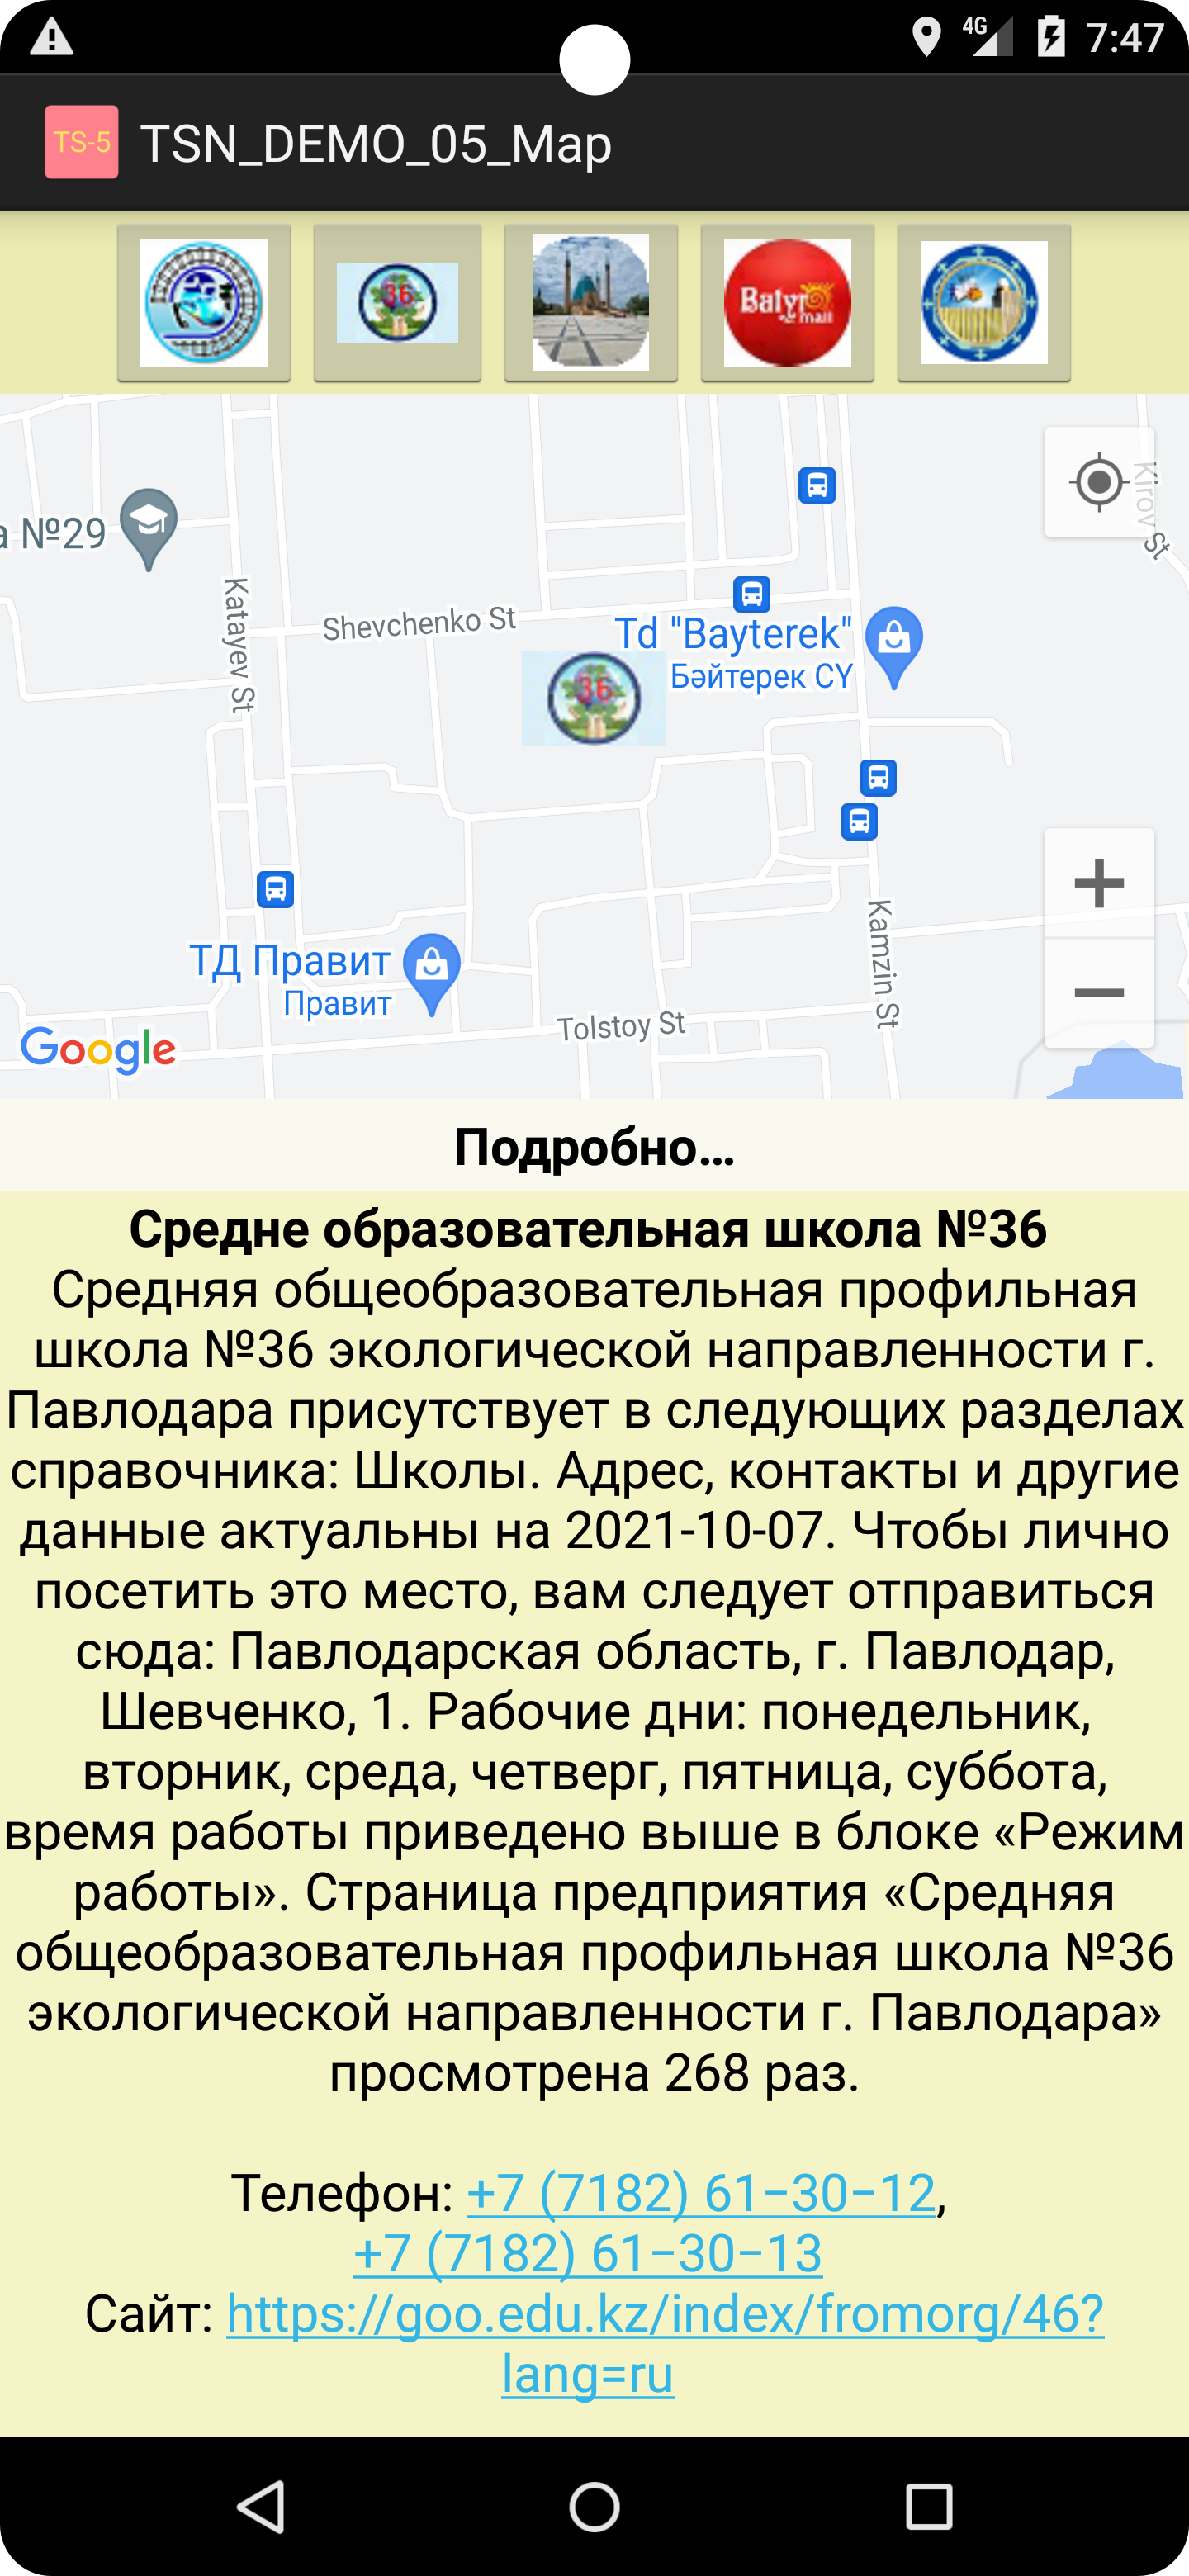 4G 7:47
TS-5 TSN_DEMO_05_Map
36 Batyr mall
Kirov St
а №29
Katayev St
Shevchenko St
Td "Bayterek"
Бәйтерек СҮ
36
ТД Правит
Правит
Kamzin St
Tolstoy St
Google
Подробно…
Средне образовательная школа №36
Средняя общеобразовательная профильная
школа №36 экологической направленности г.
Павлодара присутствует в следующих разделах
справочника: Школы. Адрес, контакты и другие
данные актуальны на 2021-10-07. Чтобы лично
посетить это место, вам следует отправиться
сюда: Павлодарская область, г. Павлодар,
Шевченко, 1. Рабочие дни: понедельник,
вторник, среда, четверг, пятница, суббота,
время работы приведено выше в блоке «Режим
работы». Страница предприятия «Средняя
общеобразовательная профильная школа №36
экологической направленности г. Павлодара»
просмотрена 268 раз.
Телефон: +7 (7182) 61–30–12,
+7 (7182) 61–30–13
Сайт: https://goo.edu.kz/index/fromorg/46?
lang=ru